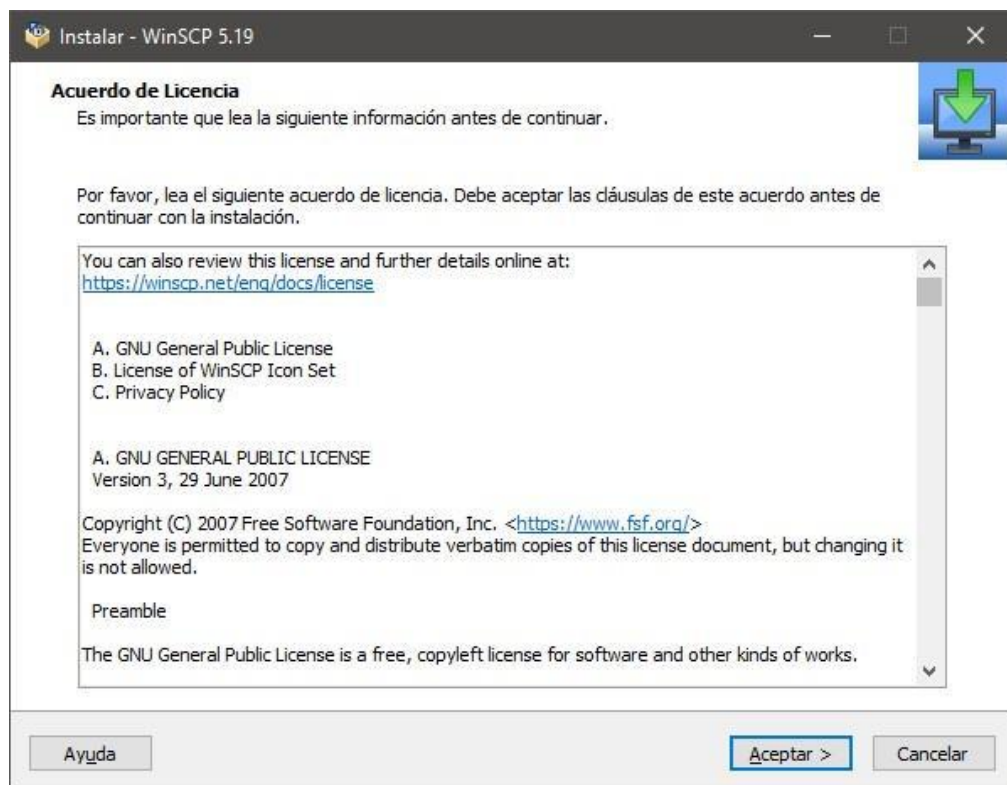 Instalar - WinSCP 5.19
Acuerdo de Licencia
Es importante que lea la siguiente información antes de continuar.
Por favor, lea el siguiente acuerdo de licencia. Debe aceptar las cláusulas de este acuerdo antes de
continuar con la instalación.
You can also review this license and further details online at:
https://winscp.net/eng/docs/license
A. GNU General Public License
B. License of WinSCP Icon Set
C. Privacy Policy
A. GNU GENERAL PUBLIC LICENSE
Version 3, 29 June 2007
Copyright (C) 2007 Free Software Foundation, Inc. <https://www.fsf.org/>
Everyone is permitted to copy and distribute verbatim copies of this license document, but changing it
is not allowed.
Preamble
The GNU General Public License is a free, copyleft license for software and other kinds of works.
Ayuda
Aceptar >
Cancelar